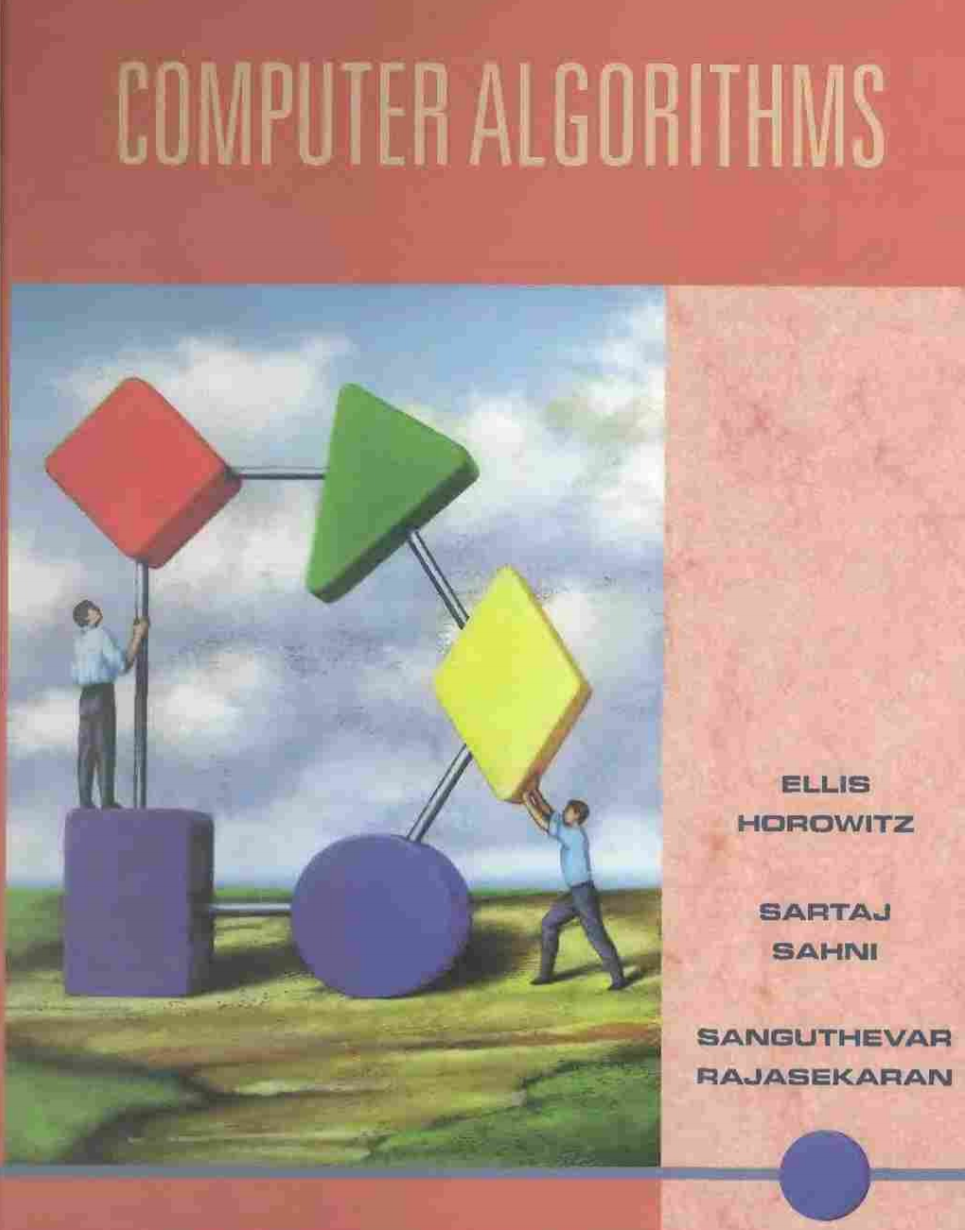 COMPUTER ALGORITHMS
ELLIS
HOROWITZ
SARTAJ
SAHNI
SANGUTHEVAR
RAJASEKARAN